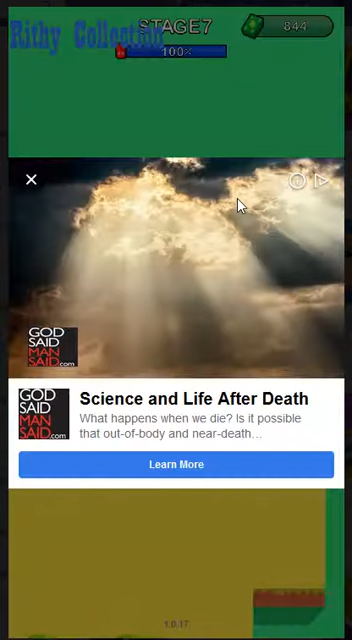 Rithy Collection
STAGE7
844
100%
GOD
SAID
MAN
SAID.com
GOD
SAID
MAN
SAID.com
Science and Life After Death
What happens when we die? Is it possible
that out-of-body and near-death...
Learn More
1.0.17